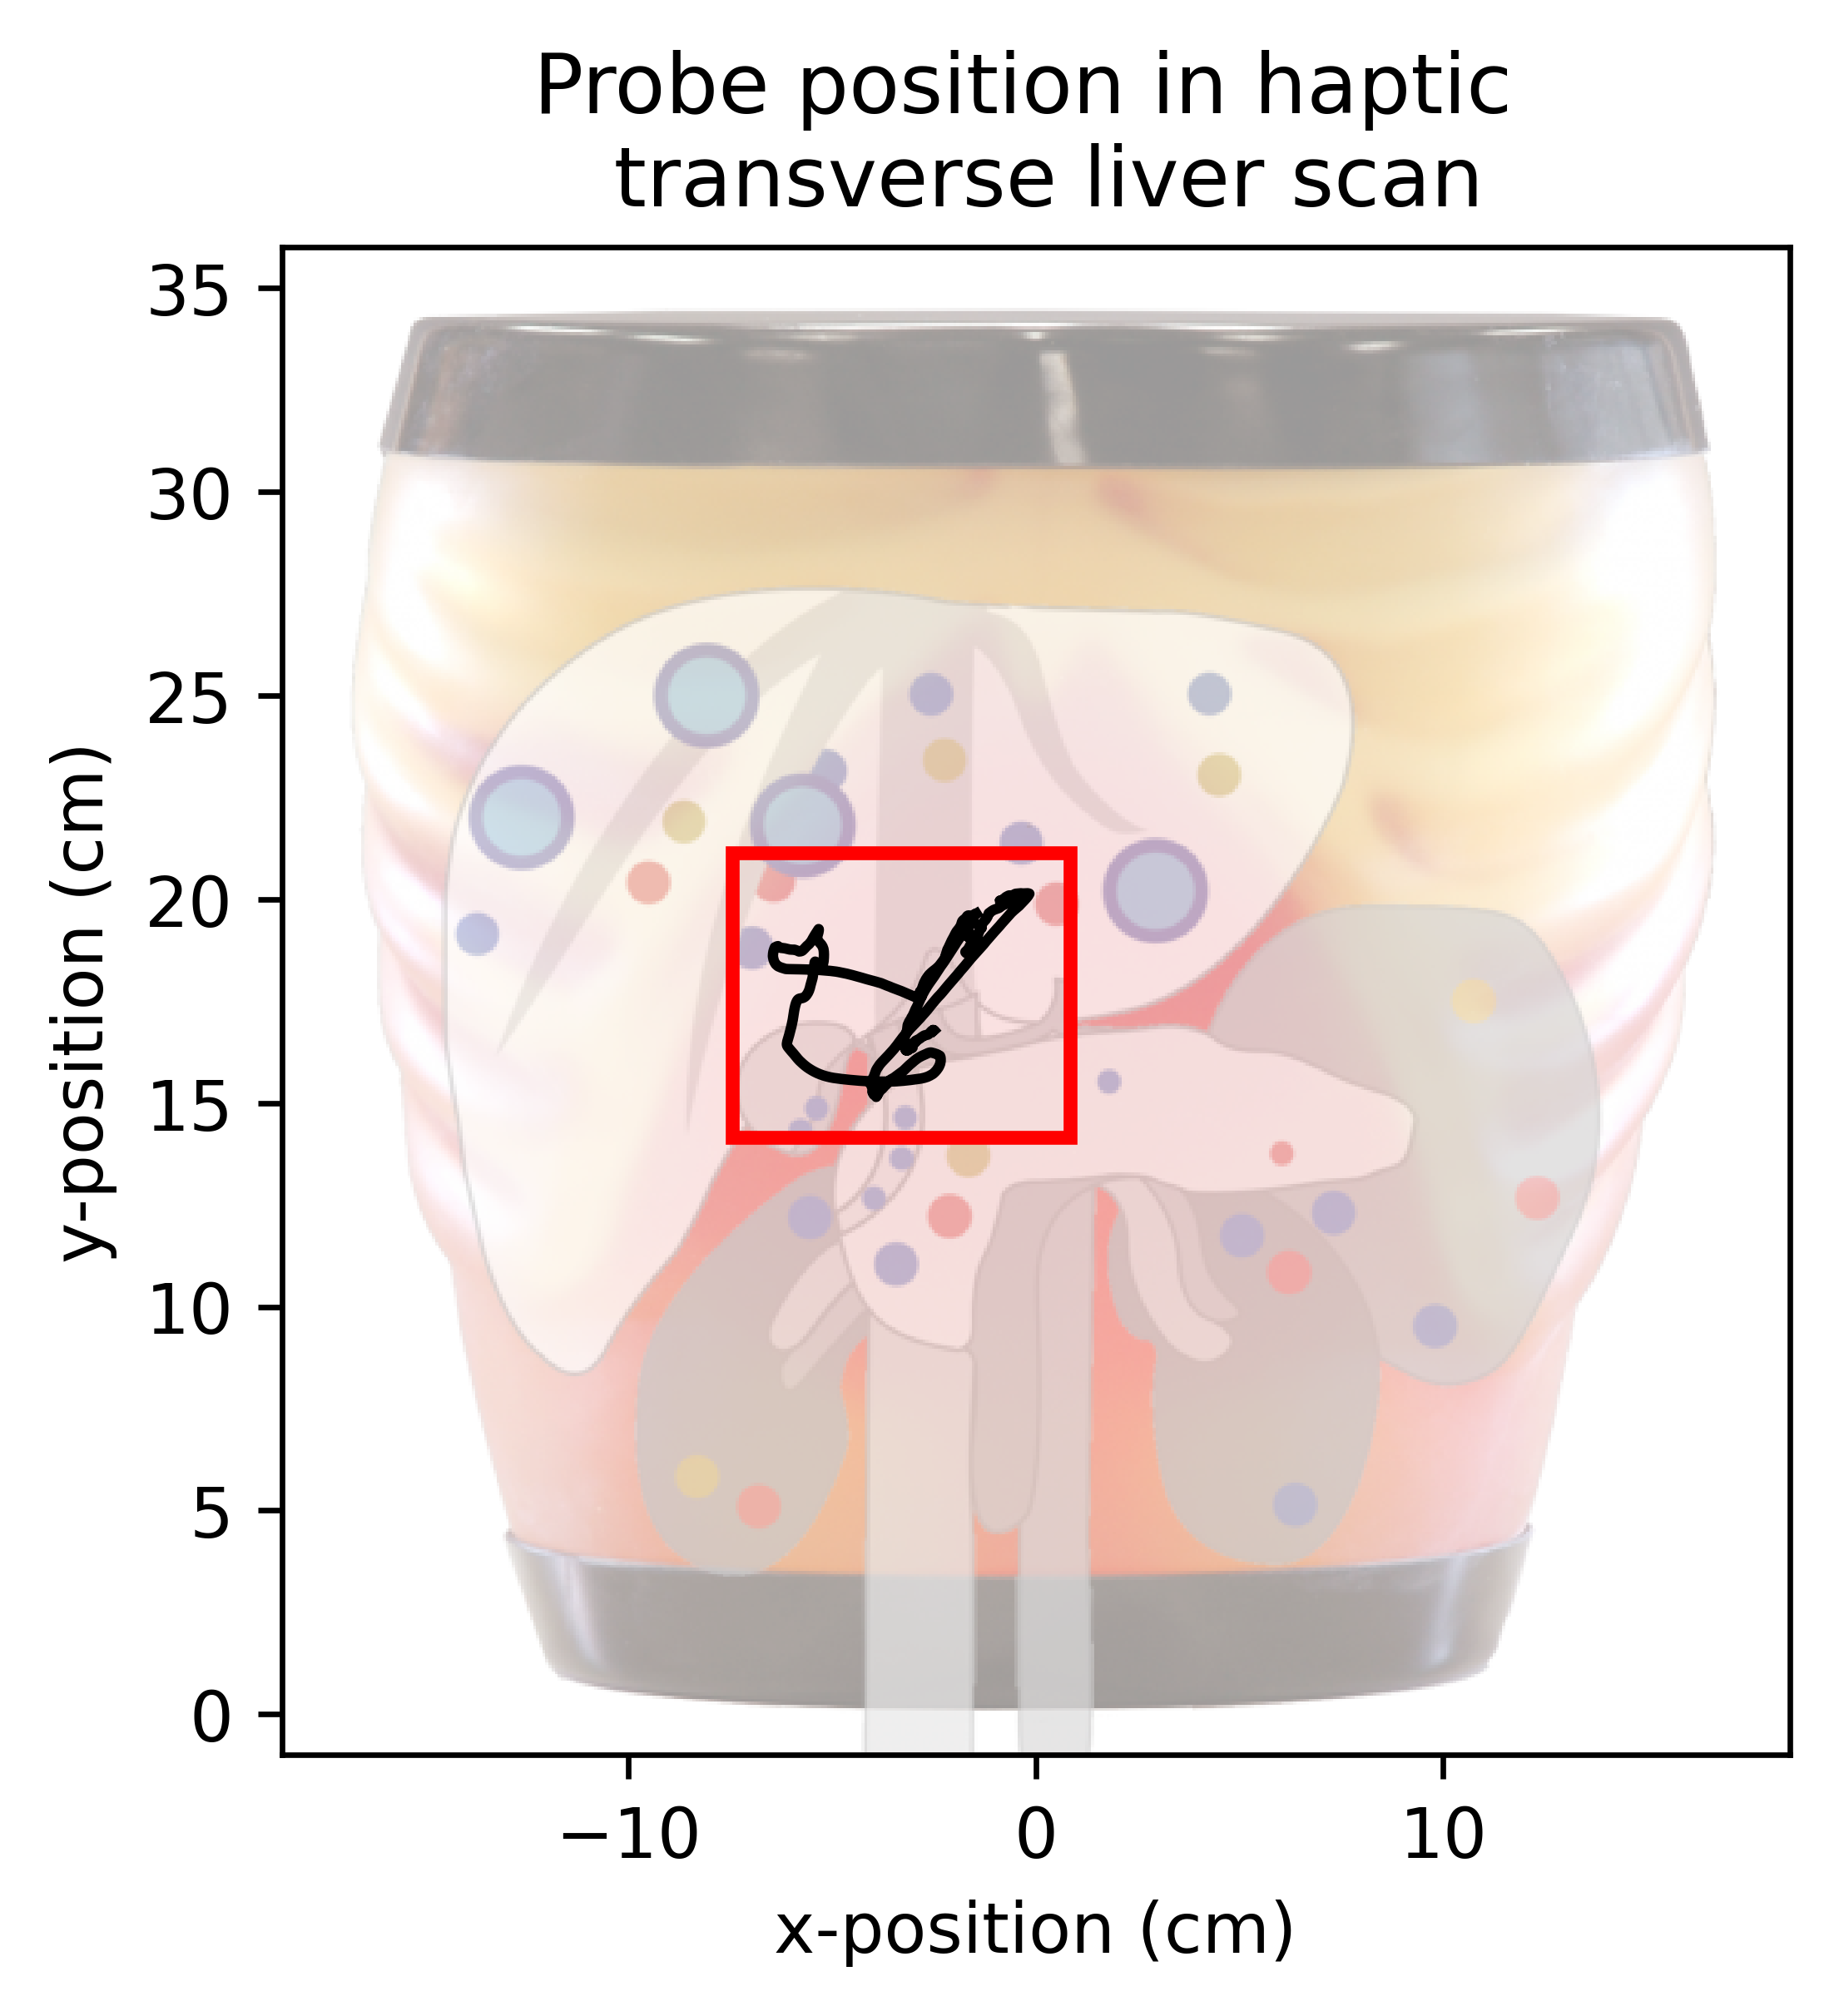 Probe position in haptic
transverse liver scan
35
30
25
20
15
10
5
0
y-position (cm)
−10
0
10
x-position (cm)